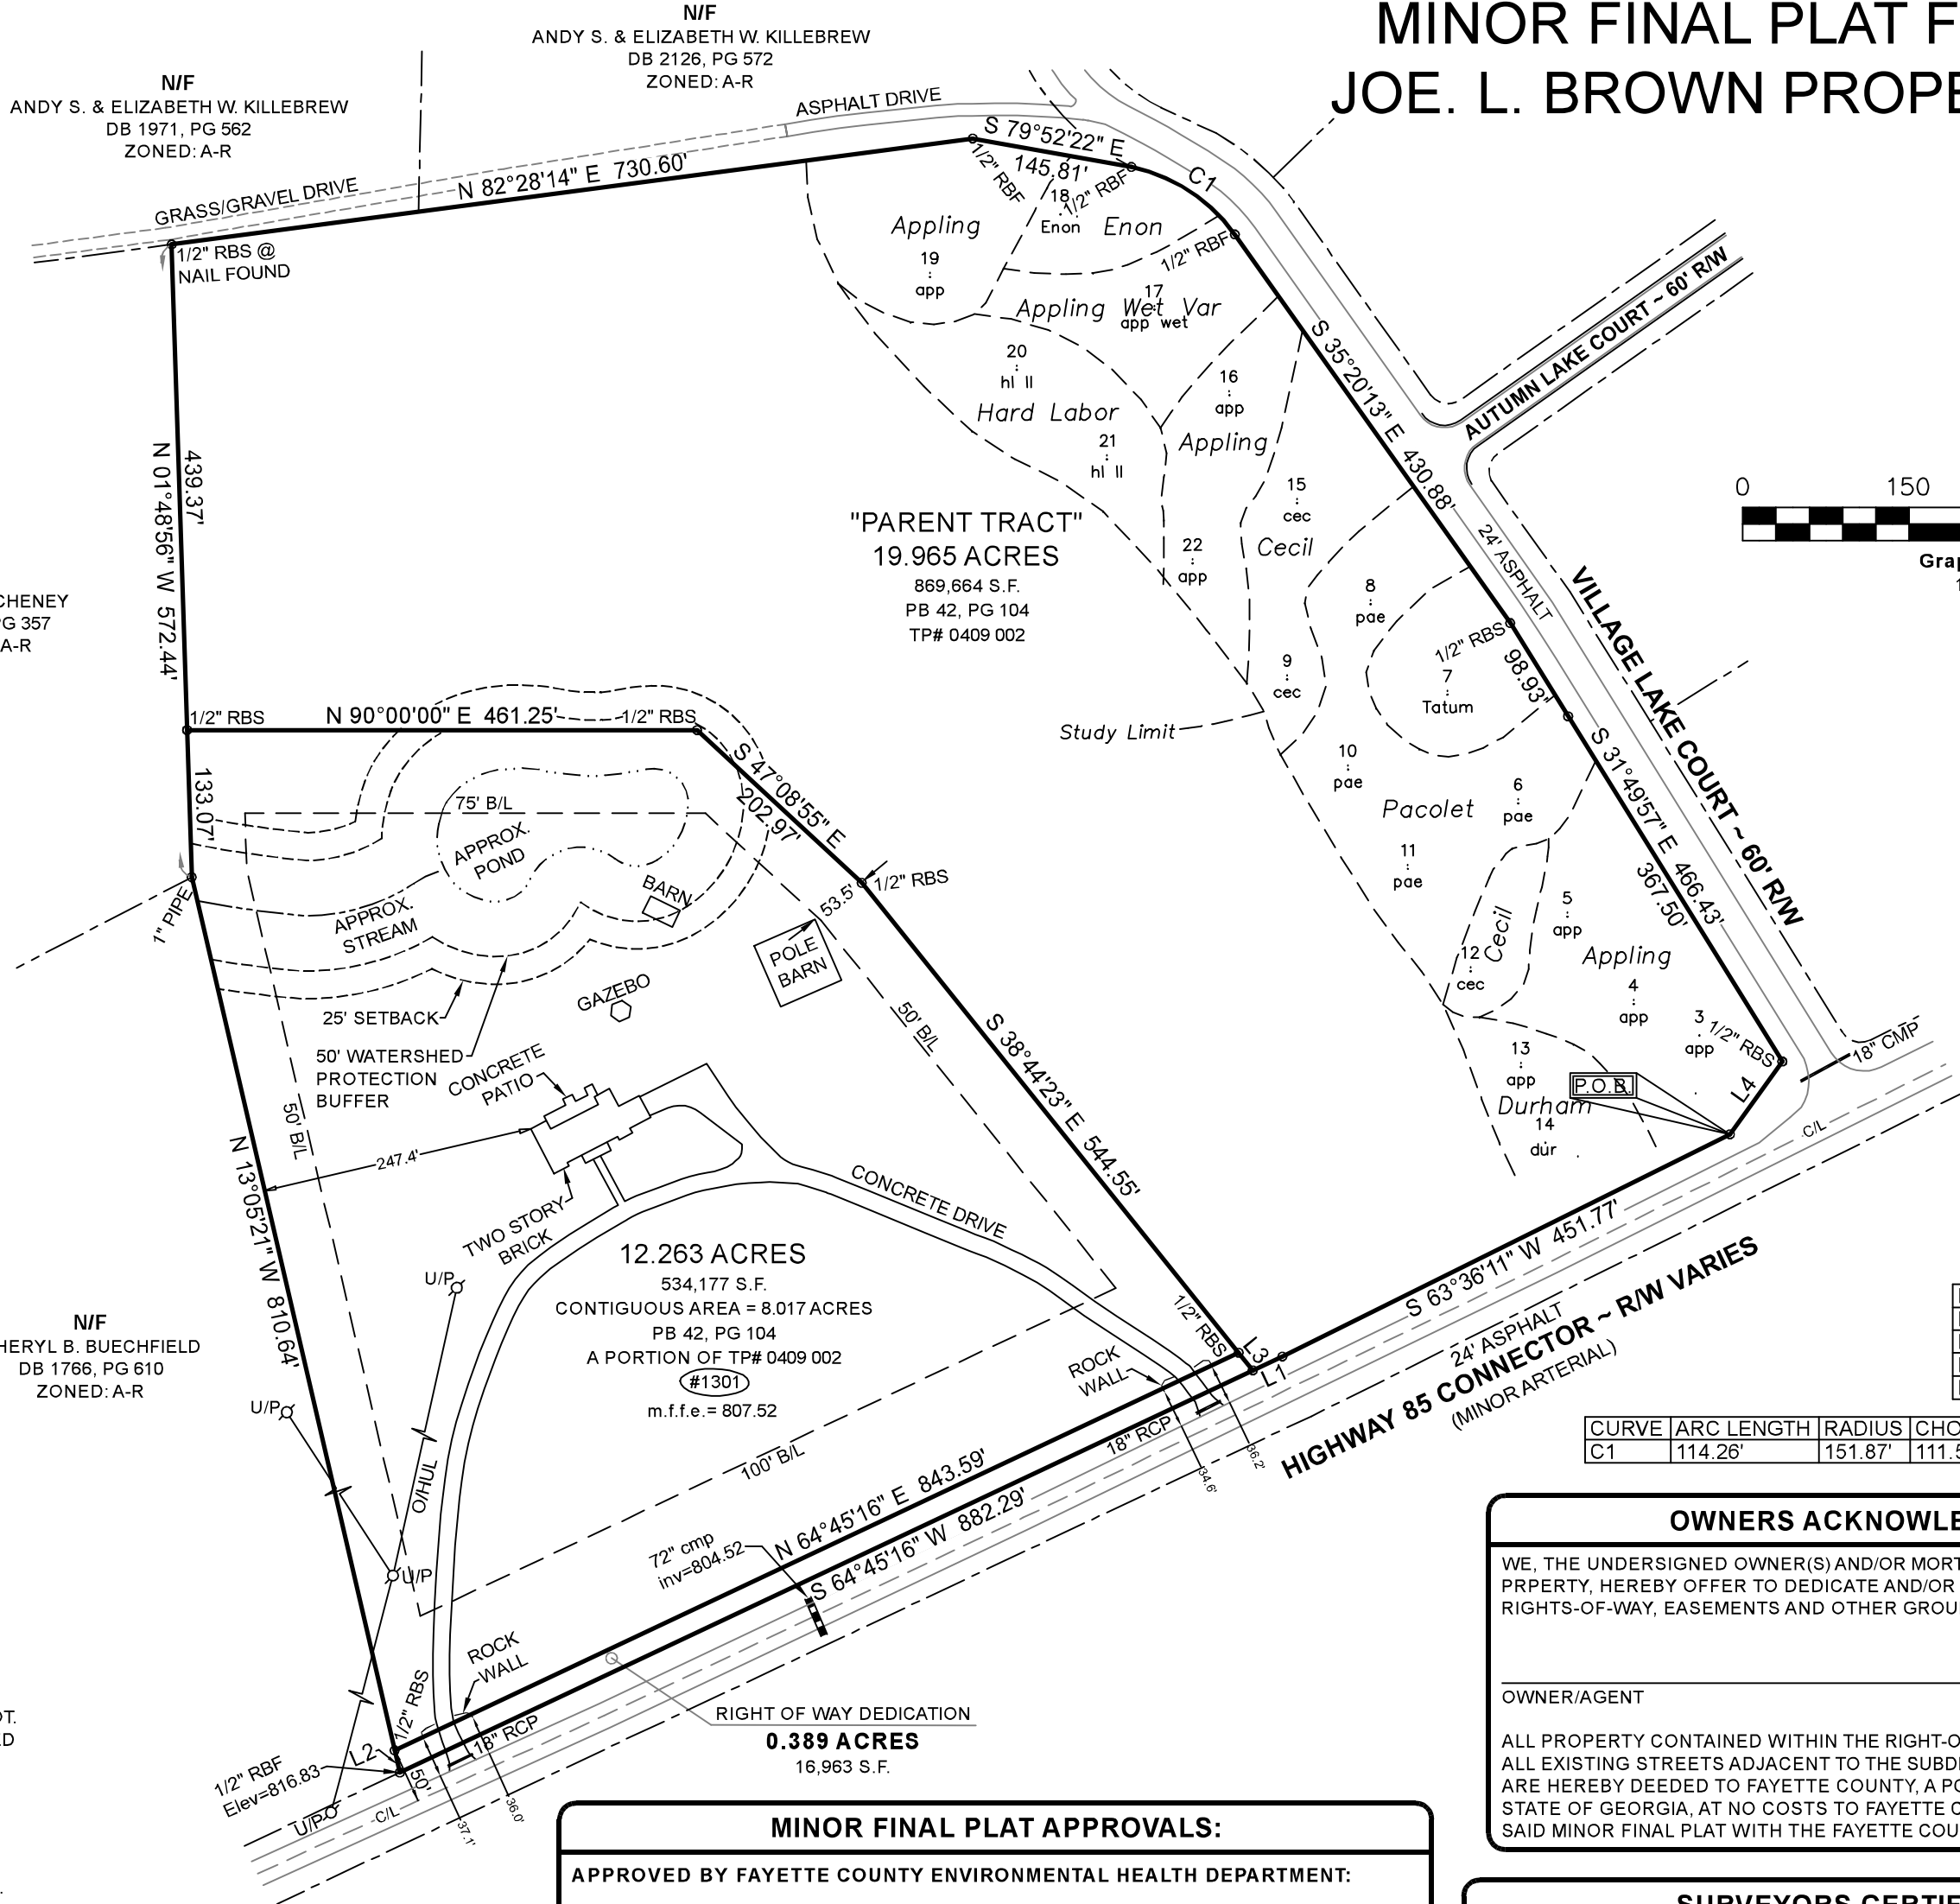 MINOR FINAL PLAT F
JOE. L. BROWN PROPE
N/F
ANDY S. & ELIZABETH W. KILLEBREW
DB 2126, PG 572
ZONED: A-R
N/F
ANDY S. & ELIZABETH W. KILLEBREW
DB 1971, PG 562
ZONED: A-R
ASPHALT DRIVE
GRASS/GRAVEL DRIVE
N 82°28'14" E 730.60'
S 79°52'22" E
145.81'
1/2" RBF
1/2" RBF
C1
1/2" RBF
1/2" RBS @
NAIL FOUND
Appling
19
app
18
Enon
Enon
17
Appling Wet Var
app wet
20
hl II
Hard Labor
21
hl II
16
app
Appling
15
cec
Cecil
22
app
S 35°20'13" E 430.88'
AUTUMN LAKE COURT ~ 60' R/W
0 150
Grap
1
24' ASPHALT
VILLAGE LAKE COURT ~ 60' R/W
N 01°48'56" W 572.44'
439.37'
"PARENT TRACT"
19.965 ACRES
869,664 S.F.
PB 42, PG 104
TP# 0409 002
CHENEY
G 357
A-R
8
pae
9
cec
7
Tatum
1/2" RBS
98.93'
Study Limit
10
pae
Pacolet
6
pae
11
pae
S 31°49'57" E 466.43'
367.50'
12
cec
Cecil
5
app
Appling
4
app
3
app
1/2" RBS
13
app
Durham
14
dur
P.O.B.
L4
18" CMP
C/L
1/2" RBS
N 90°00'00" E 461.25'
1/2" RBS
S 47°08'55" E
202.97'
133.07'
75' B/L
APPROX.
POND
BARN
53.5'
1/2" RBS
1" PIPE
APPROX.
STREAM
POLE
BARN
GAZEBO
25' SETBACK
50' WATERSHED
PROTECTION
BUFFER
CONCRETE
PATIO
50' B/L
50' B/L
S 38°44'23" E 544.55'
247.4'
N 13°05'21" W 810.64'
TWO STORY
BRICK
CONCRETE DRIVE
12.263 ACRES
534,177 S.F.
CONTIGUOUS AREA = 8.017 ACRES
PB 42, PG 104
A PORTION OF TP# 0409 002
#1301
m.f.f.e.= 807.52
U/P
U/P
U/P
U/P
O/HUL
N/F
HERYL B. BUECHFIELD
DB 1766, PG 610
ZONED: A-R
100' B/L
1/2" RBS
L3
L1
ROCK
WALL
18" RCP
36.2'
34.6'
S 63°36'11" W 451.77'
24' ASPHALT
HIGHWAY 85 CONNECTOR ~ R/W VARIES
(MINOR ARTERIAL)
N 64°45'16" E 843.59'
S 64°45'16" W 882.29'
72" cmp
inv=804.52
ROCK
WALL
1/2" RBS
18" RCP
L2
50'
37.1'
36.0'
1/2" RBF
Elev=816.83
C/L
RIGHT OF WAY DEDICATION
0.389 ACRES
16,963 S.F.
OT.
D
CURVE ARC LENGTH RADIUS CHO
C1 114.26' 151.87' 111.5
OWNERS ACKNOWLE
WE, THE UNDERSIGNED OWNER(S) AND/OR MORT
PRPERTY, HEREBY OFFER TO DEDICATE AND/OR
RIGHTS-OF-WAY, EASEMENTS AND OTHER GROU
OWNER/AGENT
ALL PROPERTY CONTAINED WITHIN THE RIGHT-O
ALL EXISTING STREETS ADJACENT TO THE SUBDI
ARE HEREBY DEEDED TO FAYETTE COUNTY, A PO
STATE OF GEORGIA, AT NO COSTS TO FAYETTE C
SAID MINOR FINAL PLAT WITH THE FAYETTE COU
MINOR FINAL PLAT APPROVALS:
APPROVED BY FAYETTE COUNTY ENVIRONMENTAL HEALTH DEPARTMENT:
SURVEYORS CERTIF